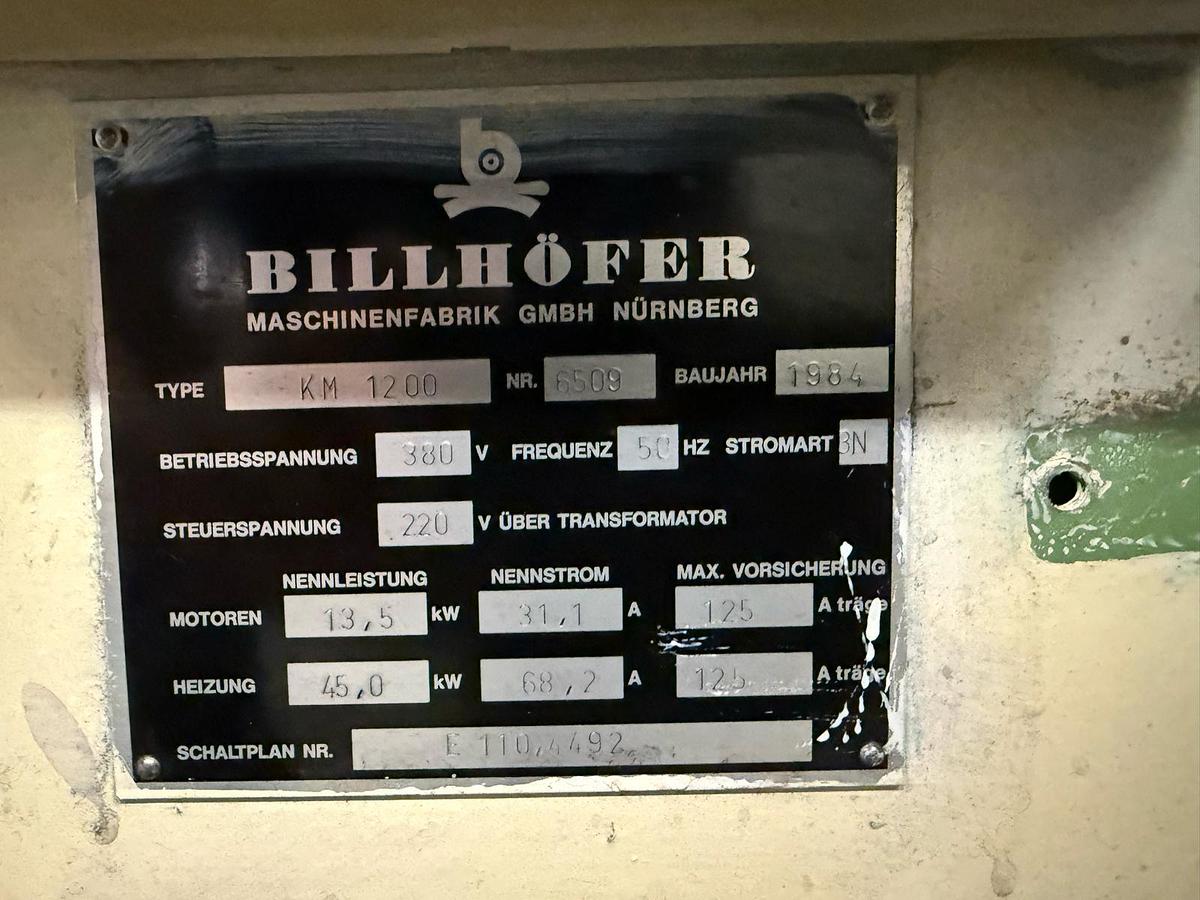 b
BILLHÖFER
MASCHINENFABRIK GMBH NÜRNBERG
TYPE KM 1200 NR. 6509 BAUJAHR 1984
BETRIEBSSPANNUNG 380 V FREQUENZ 50 HZ STROMART 3N
STEUERSPANNUNG 220 V ÜBER TRANSFORMATOR
NENNLEISTUNG NENNSTROM MAX. VORSICHERUNG
MOTOREN 13,5 kW 31,1 A 125 A träge
HEIZUNG 45,0 kW 68,2 A 125 A träge
SCHALTPLAN NR. E 110,4492